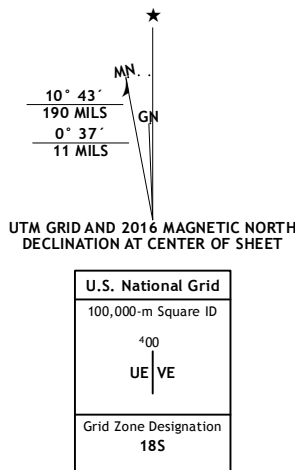 ★
MN
GN
10° 43´
190 MILS
0° 37´
11 MILS
UTM GRID AND 2016 MAGNETIC NORTH
DECLINATION AT CENTER OF SHEET
U.S. National Grid
100,000-m Square ID
⁴00
UE VE
Grid Zone Designation
18S